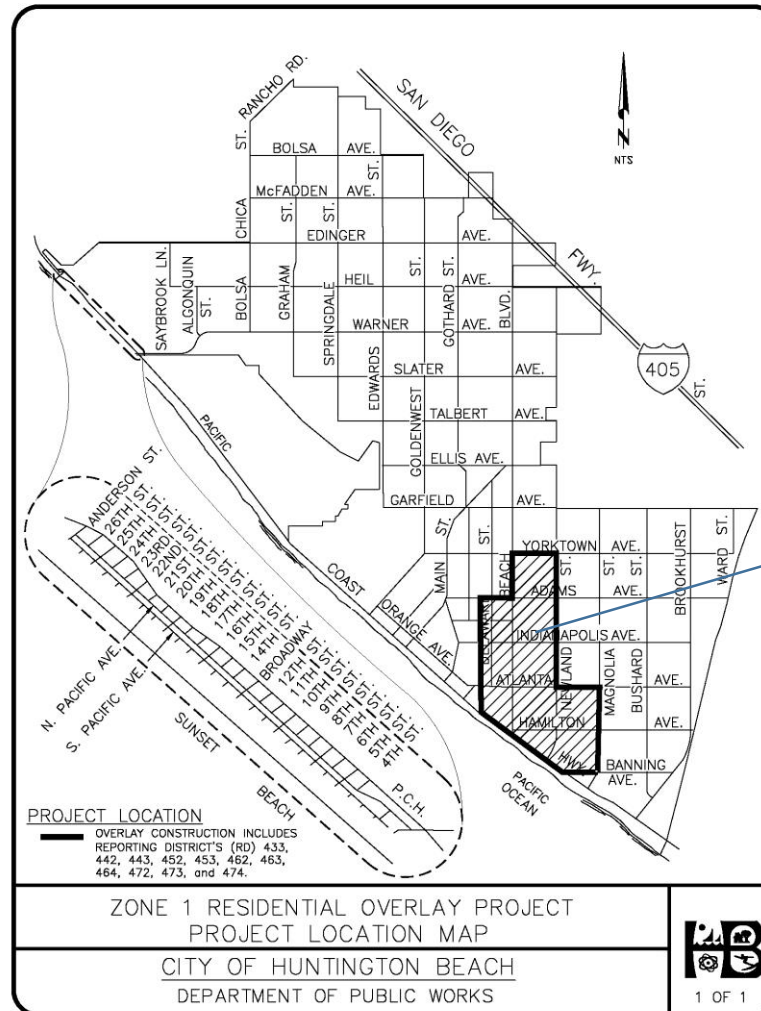 RANCHO RD.
ST.
SAN DIEGO
FWY.
N
NTS
BOLSA AVE.
ST.
McFADDEN AVE.
CHICA
ST.
ST.
EDINGER AVE.
SAYBROOK LN.
ALGONQUIN
ST.
BOLSA
GRAHAM
SPRINGDALE
HEIL AVE.
ST.
GOTHARD ST.
BLVD.
WARNER AVE.
EDWARDS
SLATER AVE.
405
ST.
GOLDENWEST
TALBERT AVE.
ELLIS AVE.
GARFIELD AVE.
PACIFIC
COAST
HWY.
ST.
MAIN
ST.
BEACH
YORKTOWN AVE.
ST.
ST.
ST.
BROOKHURST
WARD ST.
ADAMS AVE.
ORANGE AVE.
DELAWARE
INDIANAPOLIS AVE.
ATLANTA AVE.
NEWLAND
MAGNOLIA
BUSHARD
HAMILTON AVE.
BANNING
AVE.
PACIFIC
OCEAN
ANDERSON ST.
26TH ST.
25TH ST.
24TH ST.
23RD ST.
22ND ST.
21ST ST.
20TH ST.
19TH ST.
18TH ST.
17TH ST.
16TH ST.
15TH ST.
14TH ST.
BROADWAY
12TH ST.
11TH ST.
10TH ST.
9TH ST.
8TH ST.
7TH ST.
6TH ST.
5TH ST.
4TH ST.
N. PACIFIC AVE.
S. PACIFIC AVE.
SUNSET
BEACH
P.C.H.
PROJECT LOCATION
OVERLAY CONSTRUCTION INCLUDES
REPORTING DISTRICT'S (RD) 433,
442, 443, 452, 453, 462, 463,
464, 472, 473, and 474.
ZONE 1 RESIDENTIAL OVERLAY PROJECT
PROJECT LOCATION MAP
CITY OF HUNTINGTON BEACH
DEPARTMENT OF PUBLIC WORKS
HB
1 OF 1